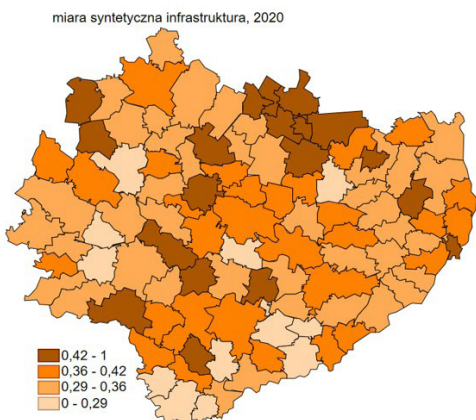 miara syntetyczna infrastruktura, 2020
0,42 - 1
0,36 - 0,42
0,29 - 0,36
0 - 0,29